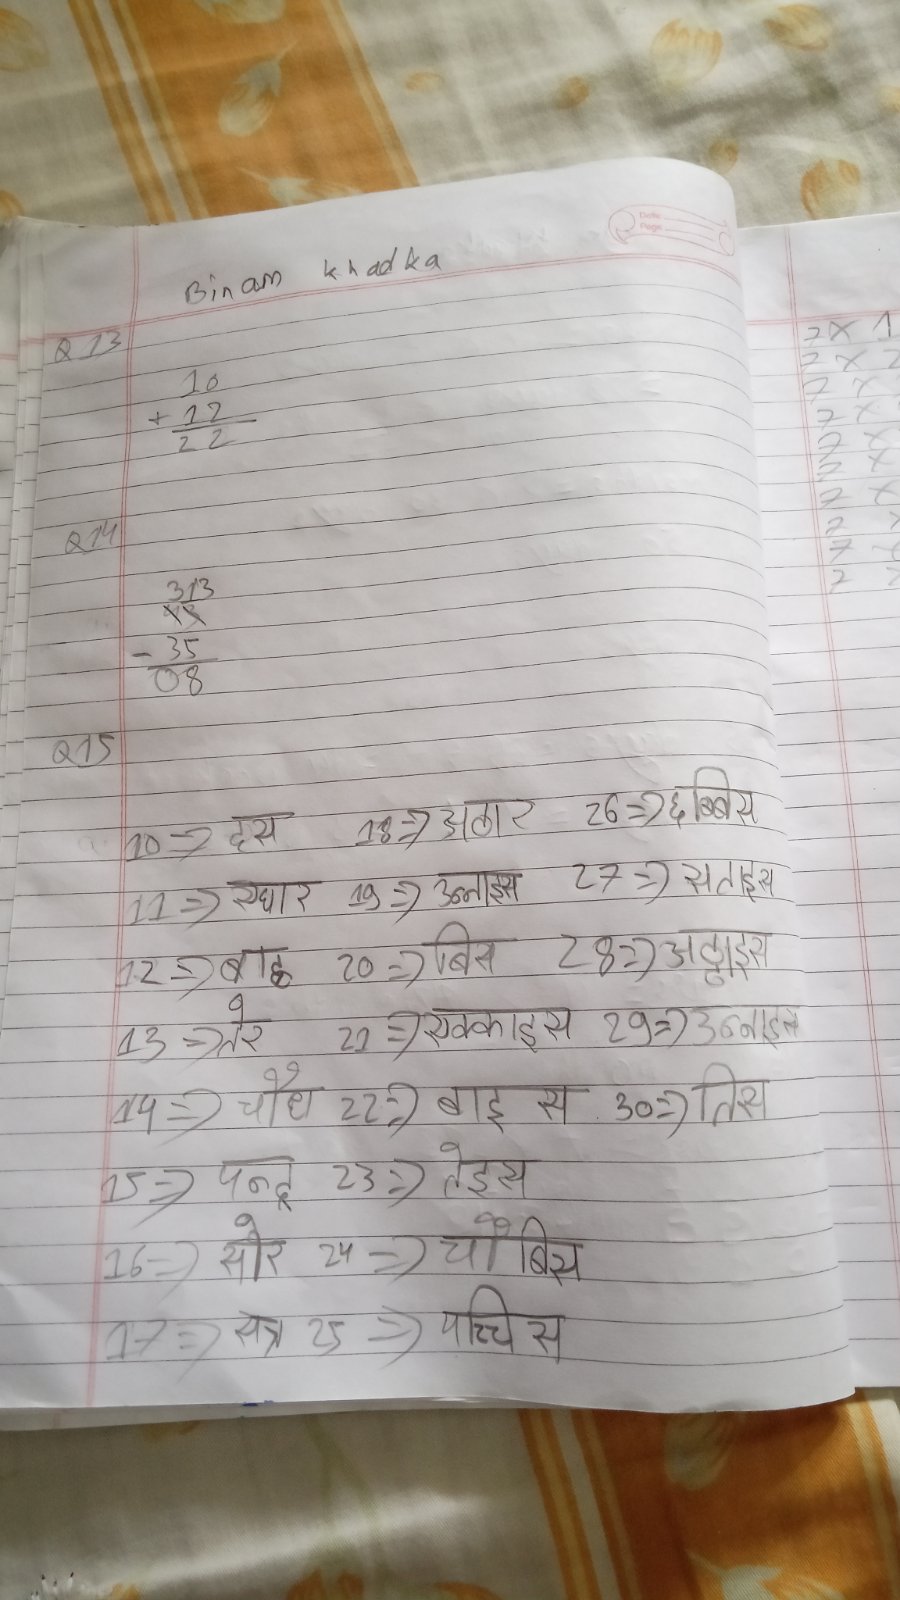 Date
Page
Binam khadka
Q 13
10
+ 12
22
Q14
313
43
- 35
08
Q15
10 => दस 18 => अठार 26 => छब्बिस
11 => एघार 19 => उन्नाइस 27 => सताइस
12 => बाह्र 20 => बिस 28 => अठ्ठाइस
13 => तेर 21 => एक्काइस 29 => उन्नाइस
14 => चौध 22 => बाइस 30 => तिस
15 => पन्द्र 23 => तेइस
16 => सोर 24 => चौबिस
17 => सत्र 25 => पच्चिस
7 x 1
7 x 2
7 x
7 x
7 x
7 x
7 x
7 x
7 x
7 x